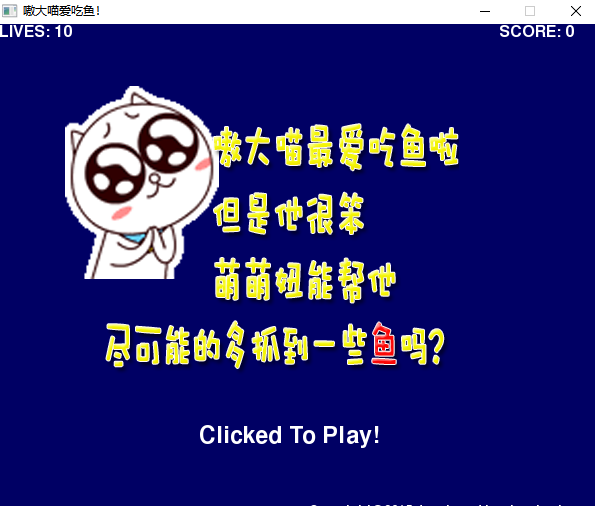 嗷大喵爱吃鱼!
LIVES: 10
SCORE: 0
嗷大喵最爱吃鱼啦
但是他很笨
萌萌妞能帮他
尽可能的多抓到一些鱼吗?
Clicked To Play!